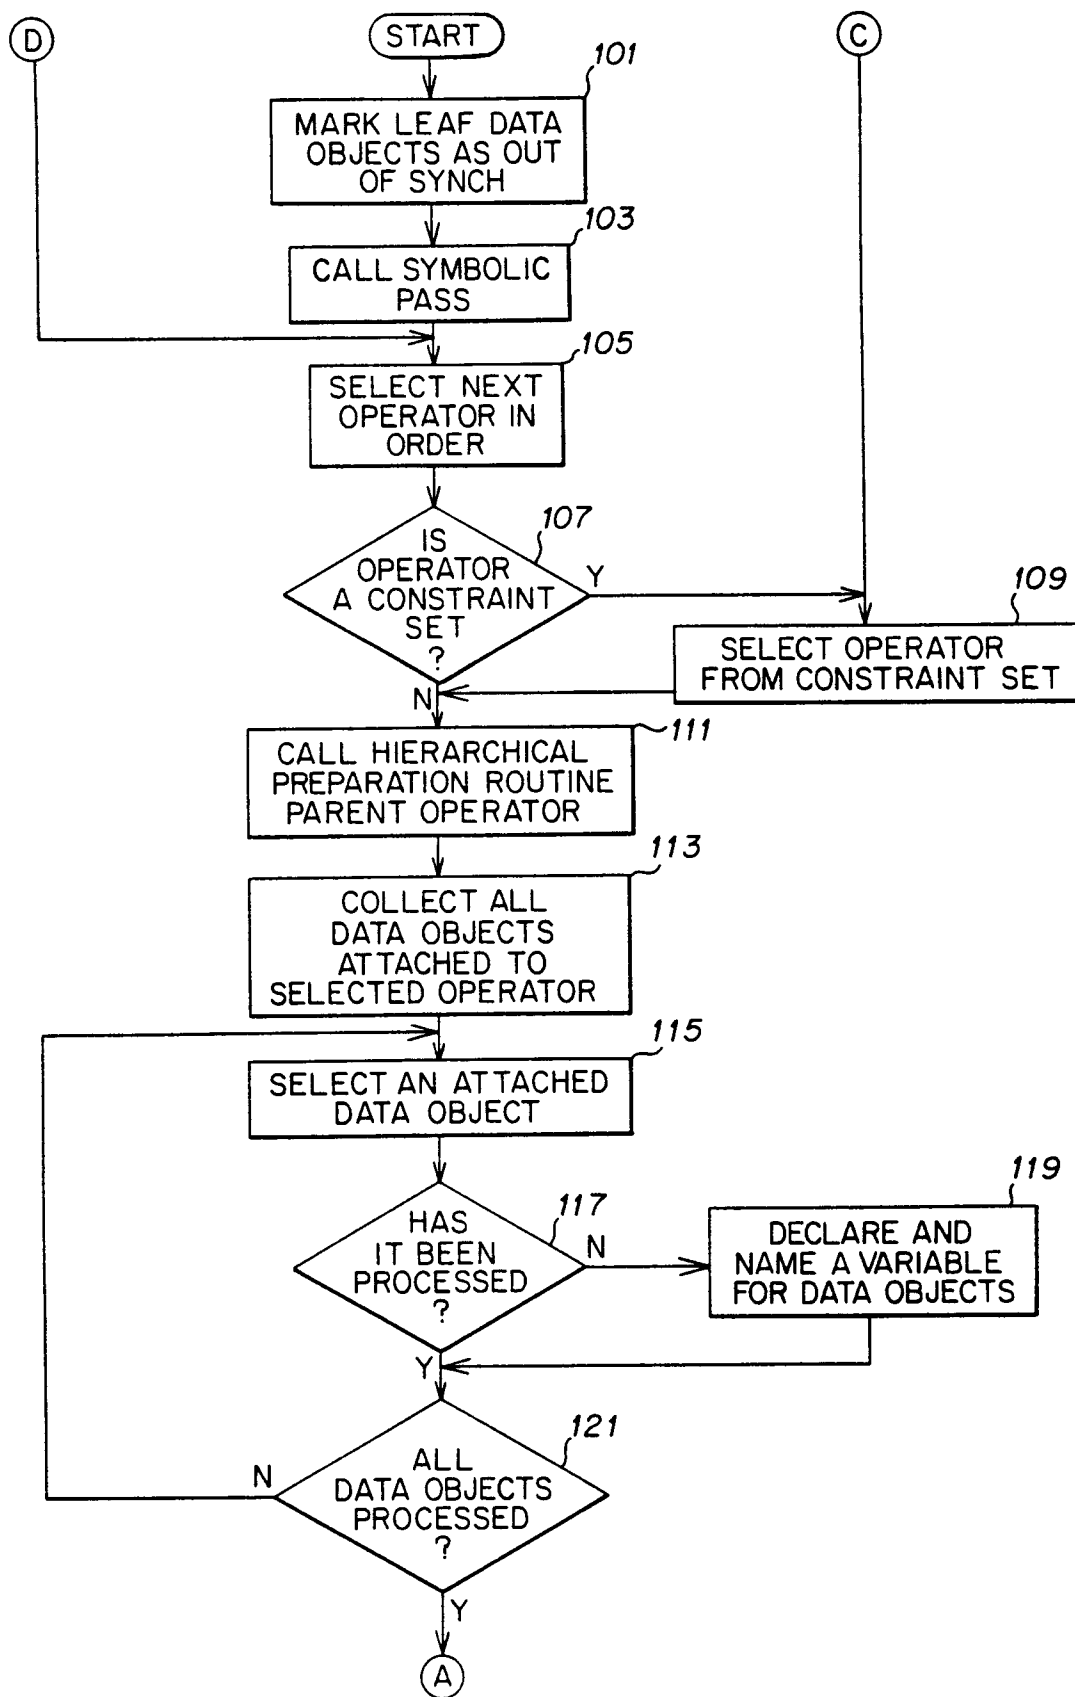 D
START
C
101
MARK LEAF DATA
OBJECTS AS OUT
OF SYNCH
103
CALL SYMBOLIC
PASS
105
SELECT NEXT
OPERATOR IN
ORDER
107
IS
OPERATOR
A CONSTRAINT
SET
?
Y
109
SELECT OPERATOR
FROM CONSTRAINT SET
N
111
CALL HIERARCHICAL
PREPARATION ROUTINE
PARENT OPERATOR
113
COLLECT ALL
DATA OBJECTS
ATTACHED TO
SELECTED OPERATOR
115
SELECT AN ATTACHED
DATA OBJECT
117
HAS
IT BEEN
PROCESSED
?
N
119
DECLARE AND
NAME A VARIABLE
FOR DATA OBJECTS
Y
121
ALL
DATA OBJECTS
PROCESSED
?
N
Y
A